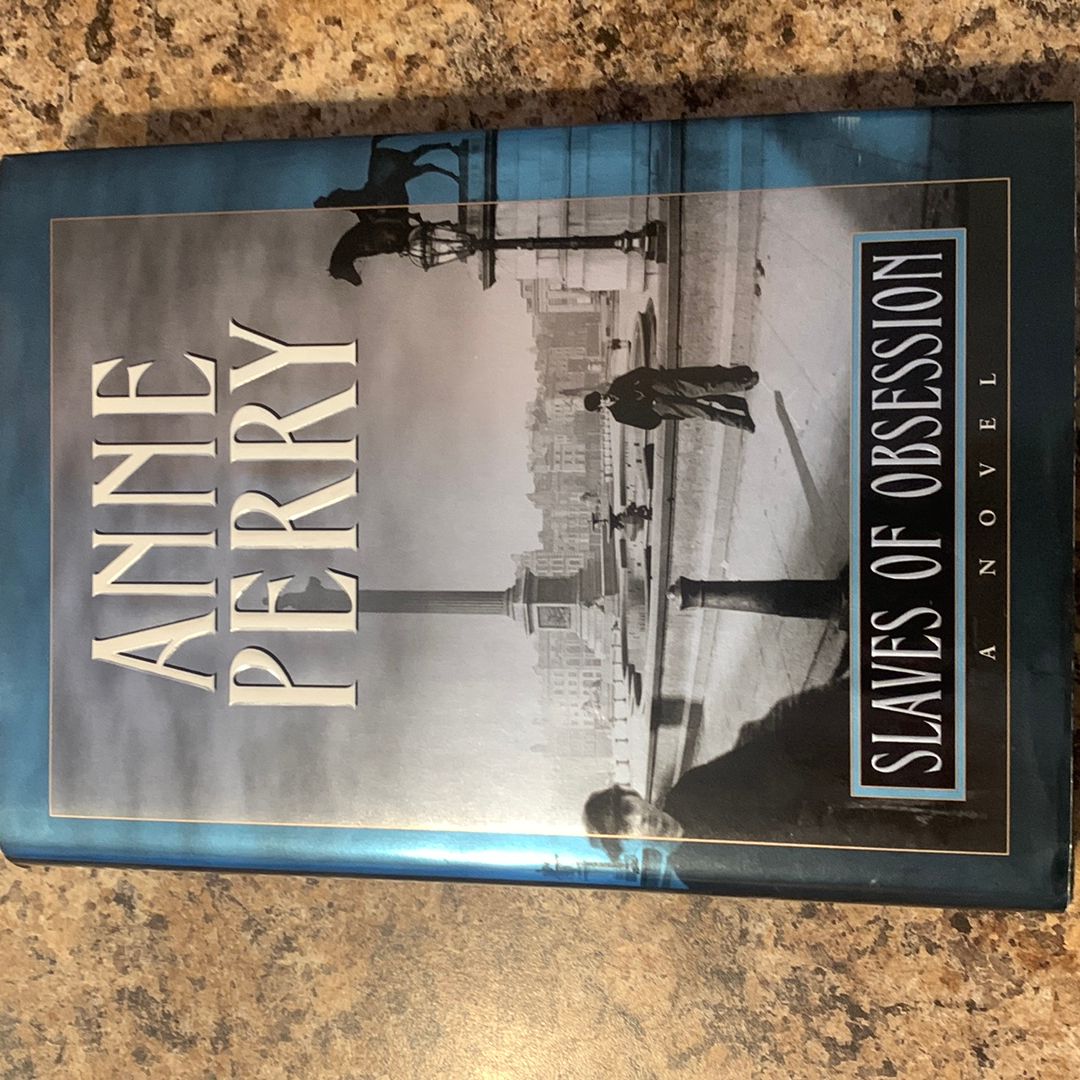 ANNE
PERRY
SLAVES OF OBSESSION
A NOVEL